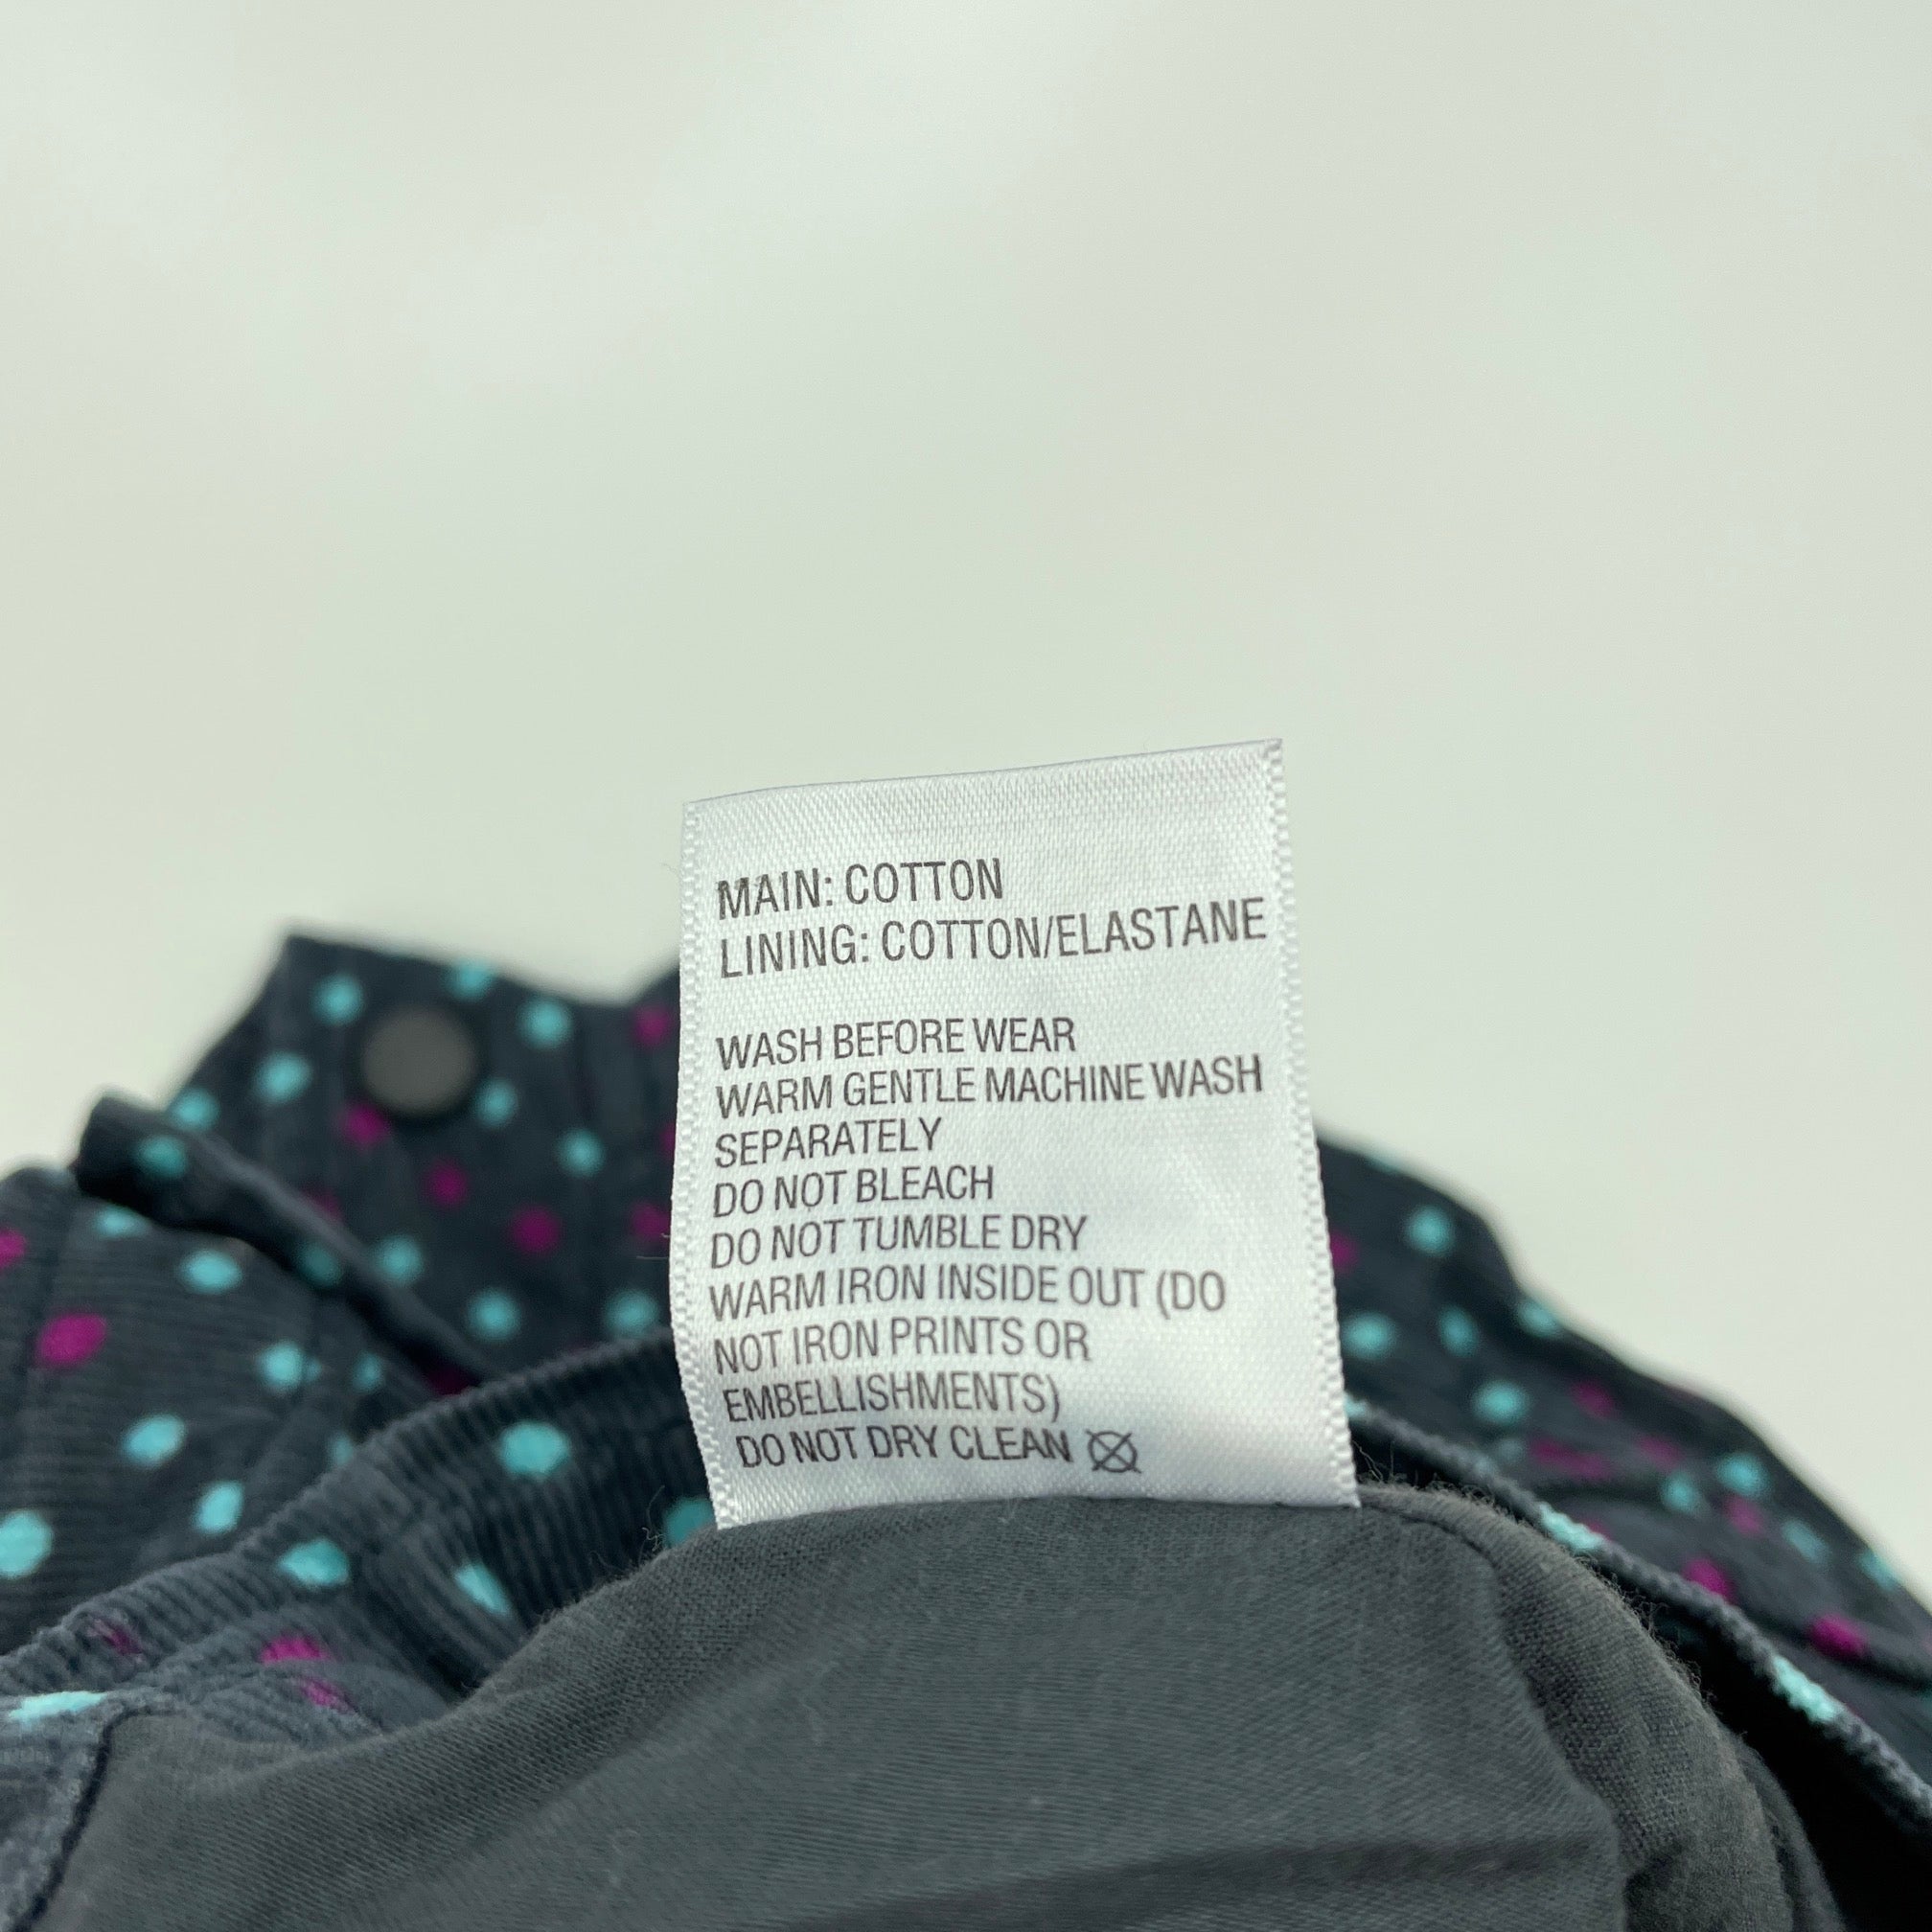 MAIN: COTTON
LINING: COTTON/ELASTANE
WASH BEFORE WEAR
WARM GENTLE MACHINE WASH
SEPARATELY
DO NOT BLEACH
DO NOT TUMBLE DRY
WARM IRON INSIDE OUT (DO
NOT IRON PRINTS OR
EMBELLISHMENTS)
DO NOT DRY CLEAN